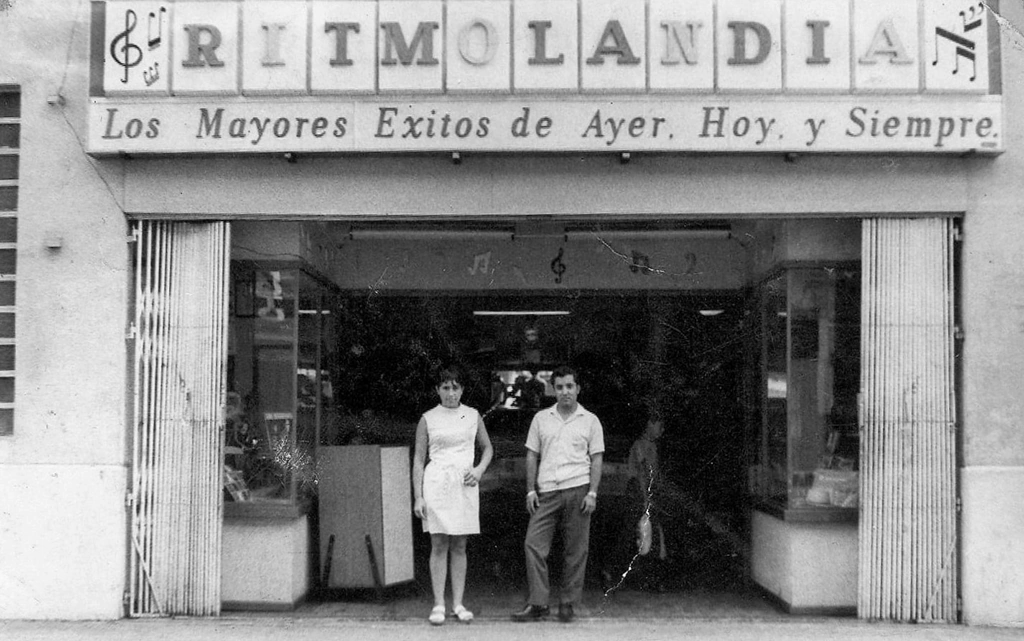 RITMOLANDIA
Los Mayores Exitos de Ayer. Hoy. y Siempre.